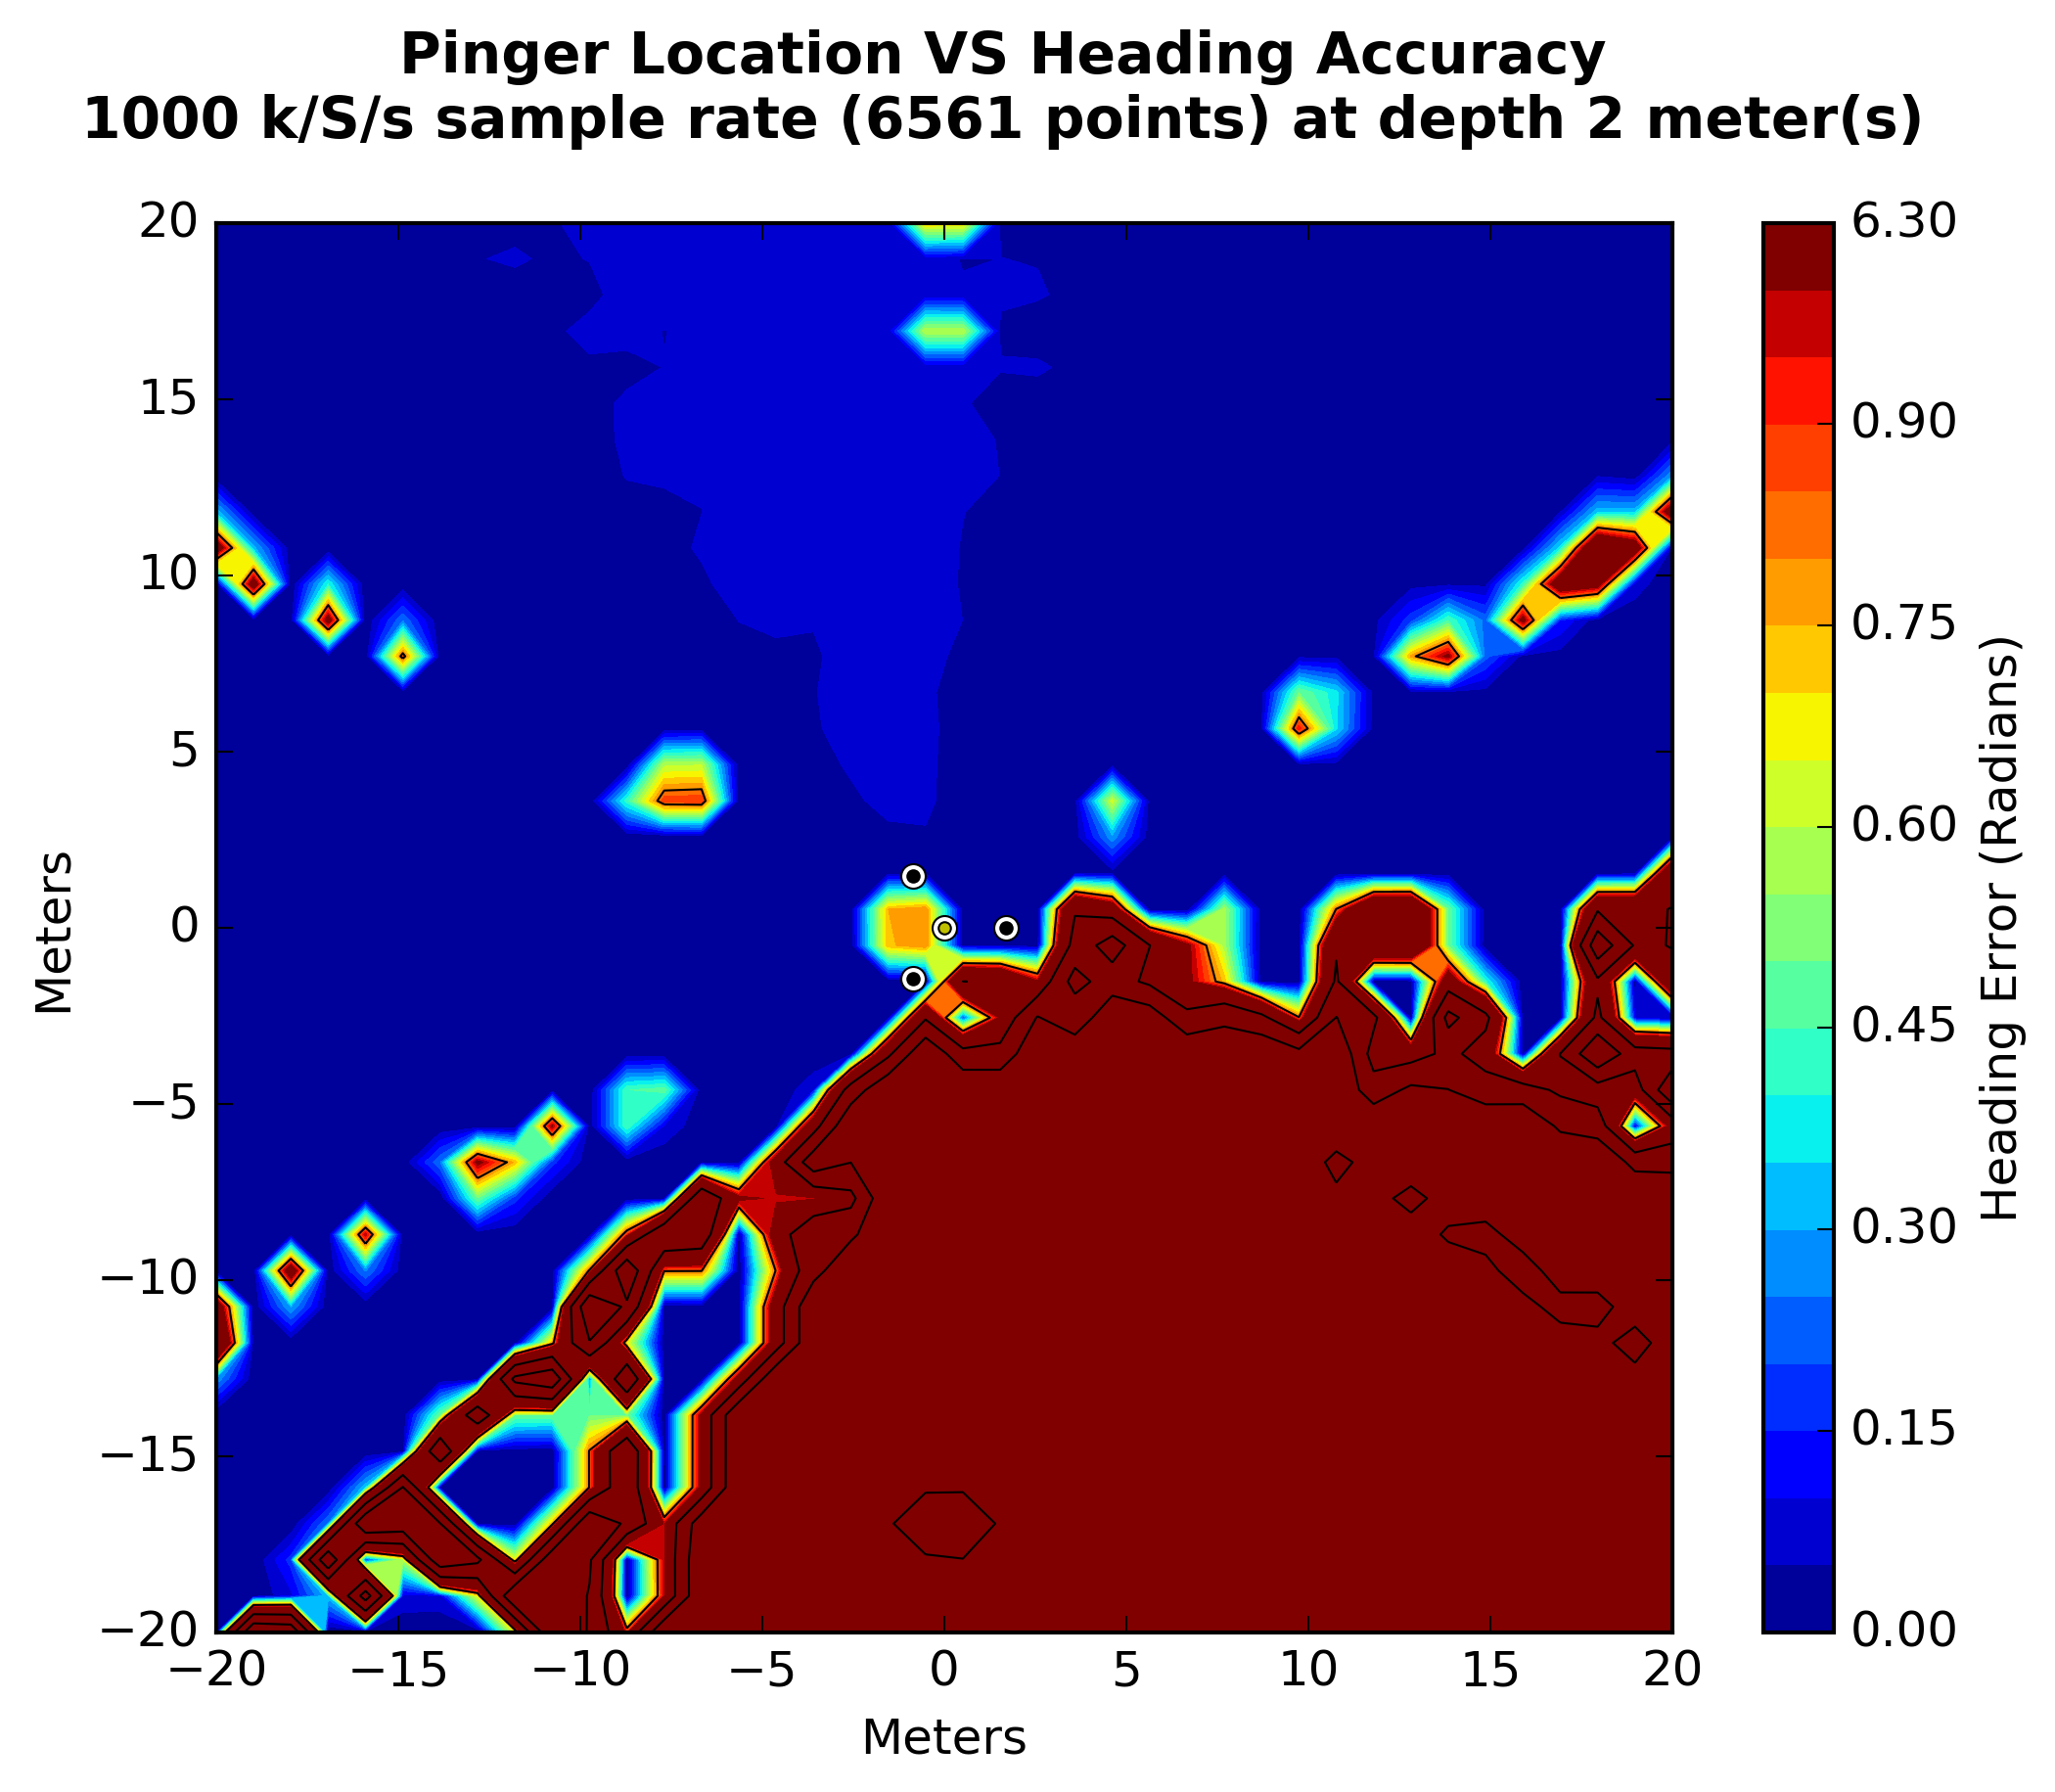 Pinger Location VS Heading Accuracy
1000 k/S/s sample rate (6561 points) at depth 2 meter(s)
20
15
10
5
0
−5
−10
−15
−20
Meters
−20 −15 −10 −5 0 5 10 15 20
Meters
6.30
0.90
0.75
0.60
0.45
0.30
0.15
0.00
Heading Error (Radians)